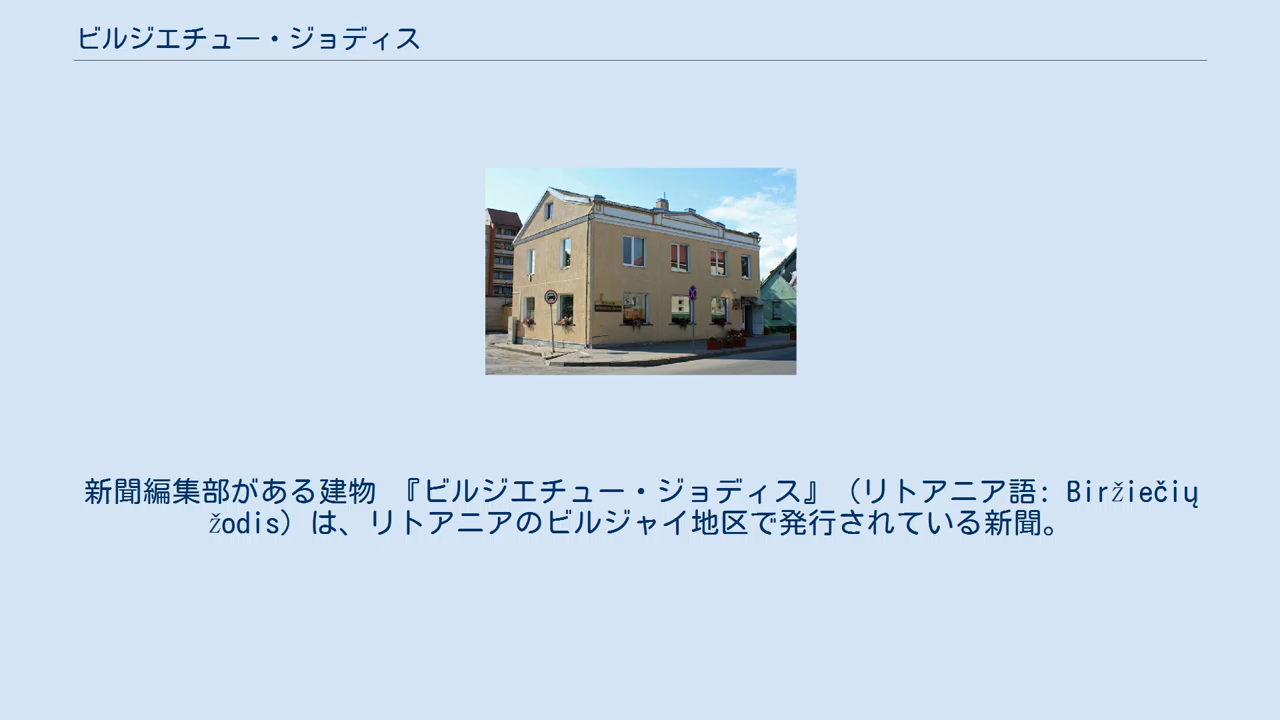 ビルジエチュー・ジョディス
新聞編集部がある建物 『ビルジエチュー・ジョディス』（リトアニア語: Biržiečių
žodis）は、リトアニアのビルジャイ地区で発行されている新聞。